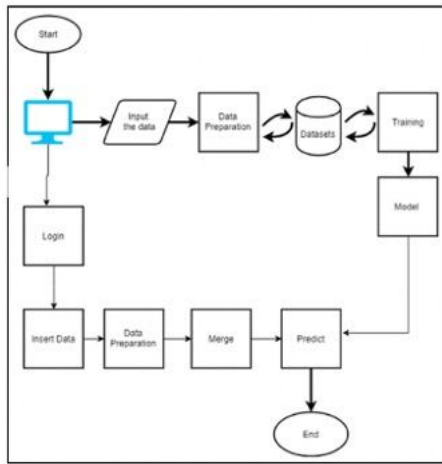 Start
Input
the data
Data
Preparation
Datasets
Training
Model
Login
Insert Data
Data
Preparation
Merge
Predict
End